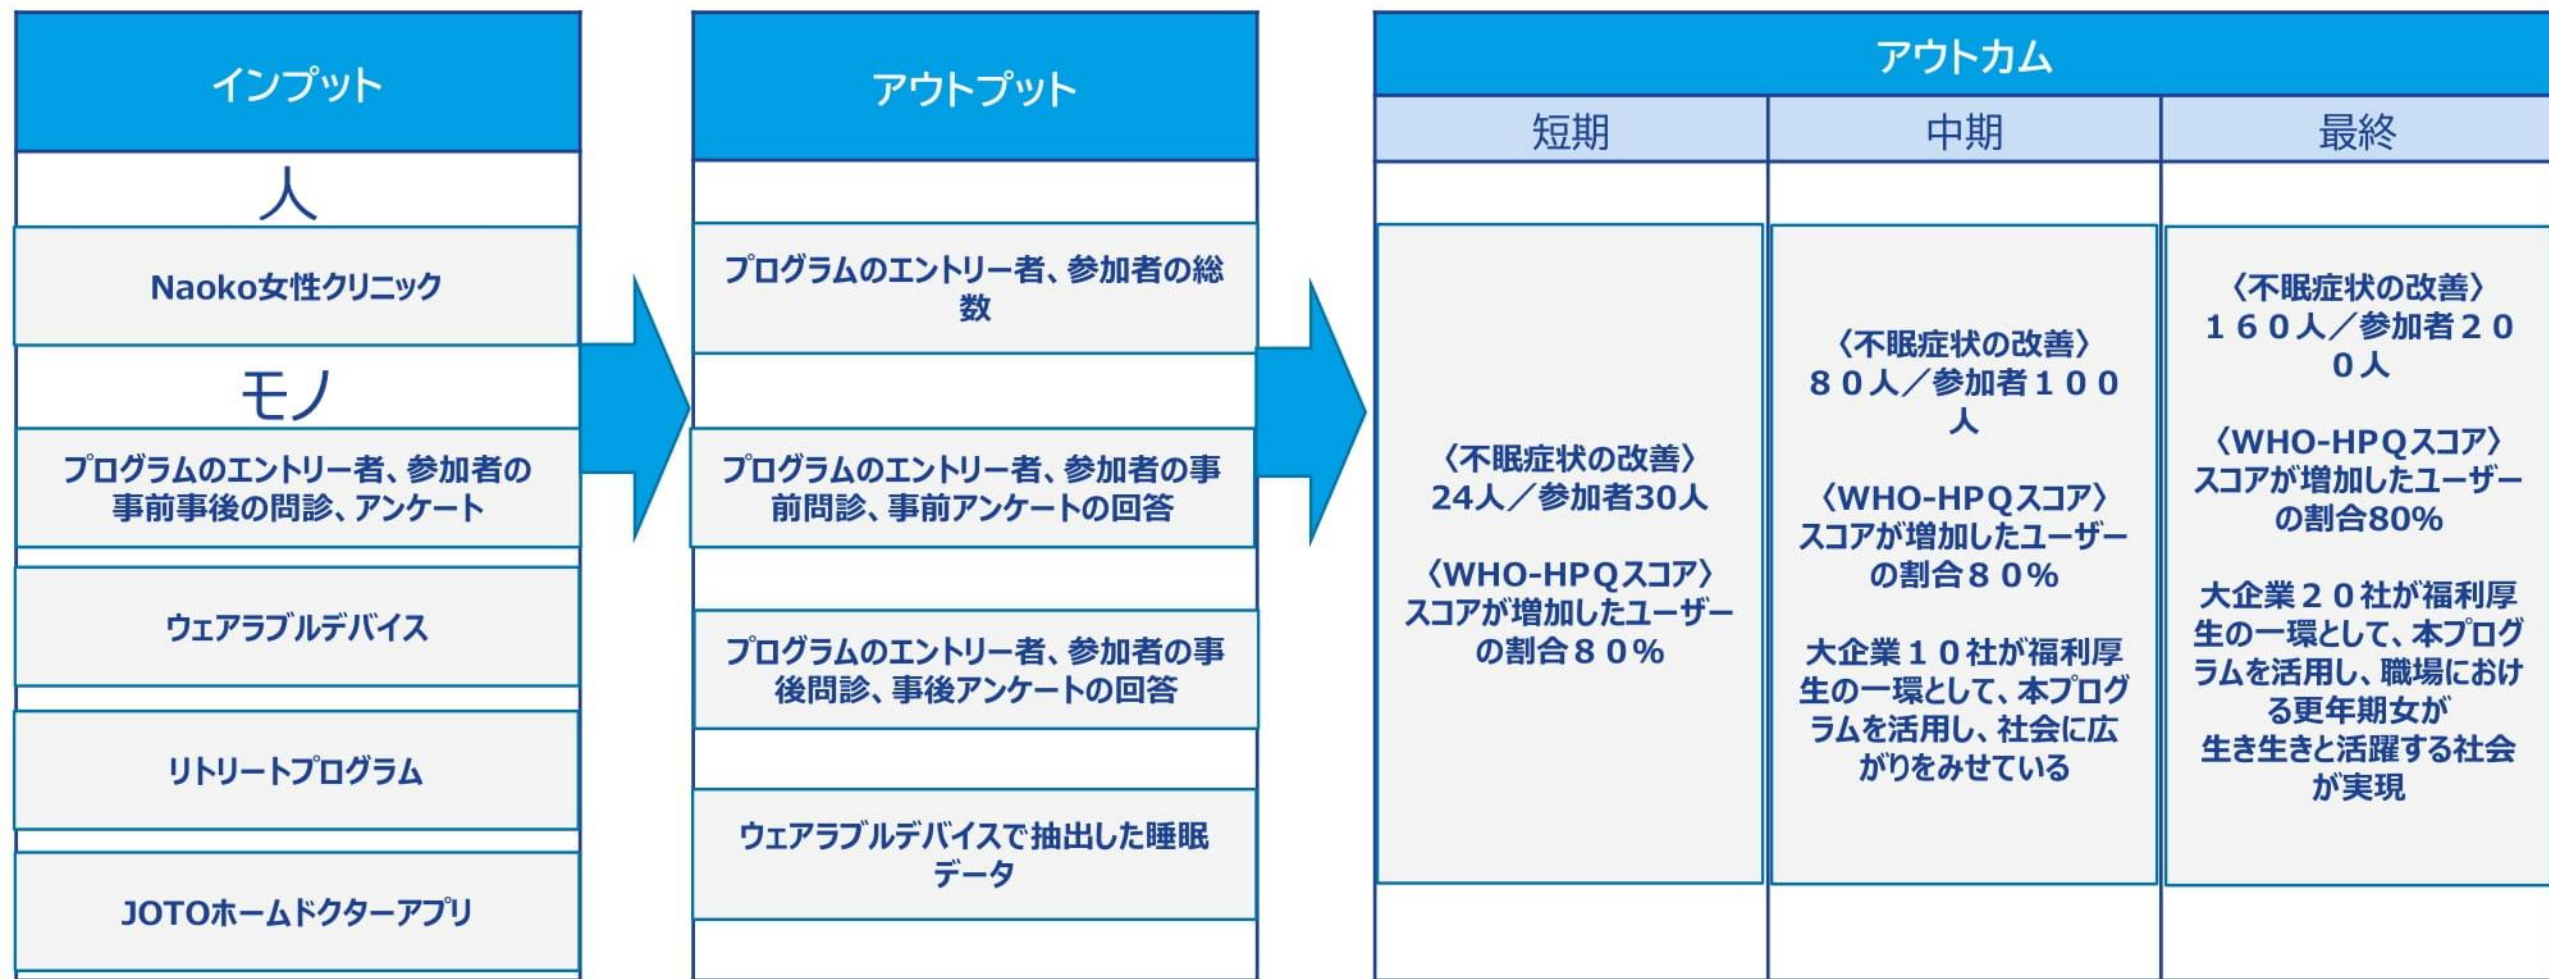 インプット
人
Naoko女性クリニック
モノ
プログラムのエントリー者、参加者の
事前事後の問診、アンケート
ウェアラブルデバイス
リトリートプログラム
JOTOホームドクターアプリ
アウトプット
プログラムのエントリー者、参加者の総
数
プログラムのエントリー者、参加者の事
前問診、事前アンケートの回答
プログラムのエントリー者、参加者の事
後問診、事後アンケートの回答
ウェアラブルデバイスで抽出した睡眠
データ
アウトカム
短期
〈不眠症状の改善〉
24人／参加者30人
〈WHO-HPQスコア〉
スコアが増加したユーザー
の割合８０%
中期
〈不眠症状の改善〉
８０人／参加者１００
人
〈WHO-HPQスコア〉
スコアが増加したユーザー
の割合８０%
大企業１０社が福利厚
生の一環として、本プログ
ラムを活用し、社会に広
がりをみせている
最終
〈不眠症状の改善〉
１６０人／参加者２０
０人
〈WHO-HPQスコア〉
スコアが増加したユーザー
の割合80%
大企業２０社が福利厚
生の一環として、本プログ
ラムを活用し、職場におけ
る更年期女が
生き生きと活躍する社会
が実現